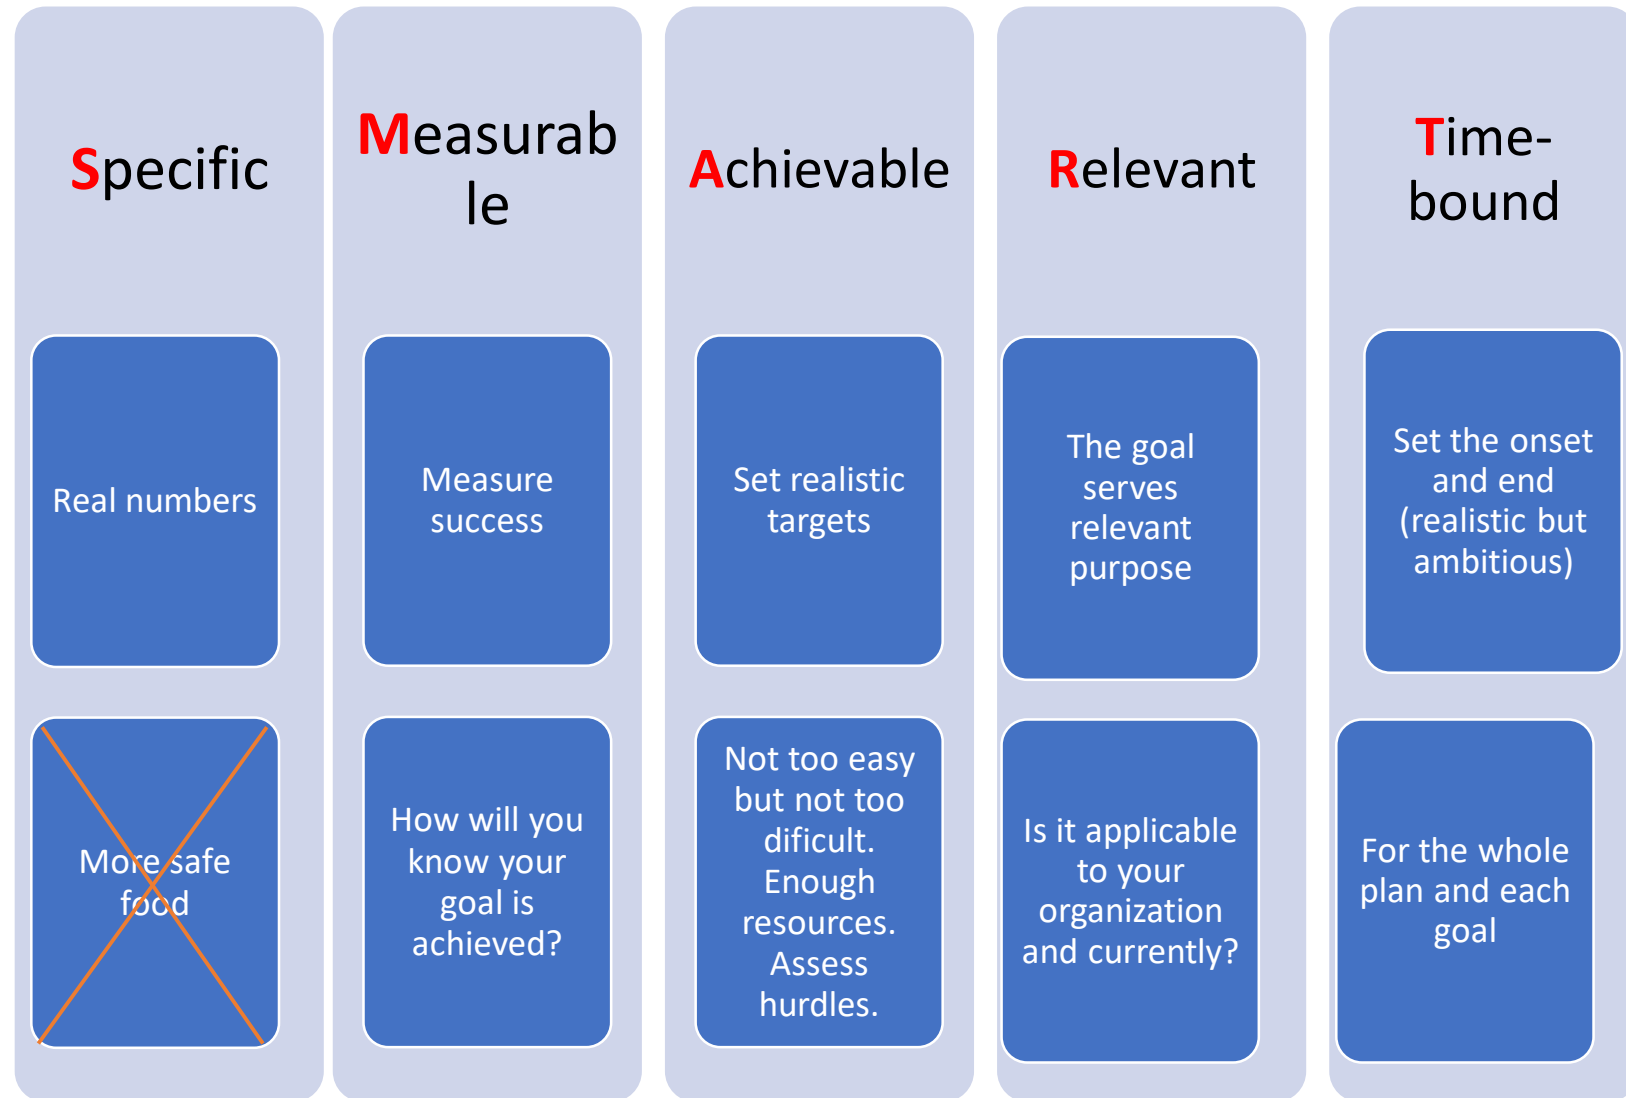 Specific
Measurab
le
Achievable
Relevant
Time-
bound
Real numbers
Measure
success
Set realistic
targets
The goal
serves
relevant
purpose
Set the onset
and end
(realistic but
ambitious)
More safe
food
How will you
know your
goal is
achieved?
Not too easy
but not too
dificult.
Enough
resources.
Assess
hurdles.
Is it applicable
to your
organization
and currently?
For the whole
plan and each
goal